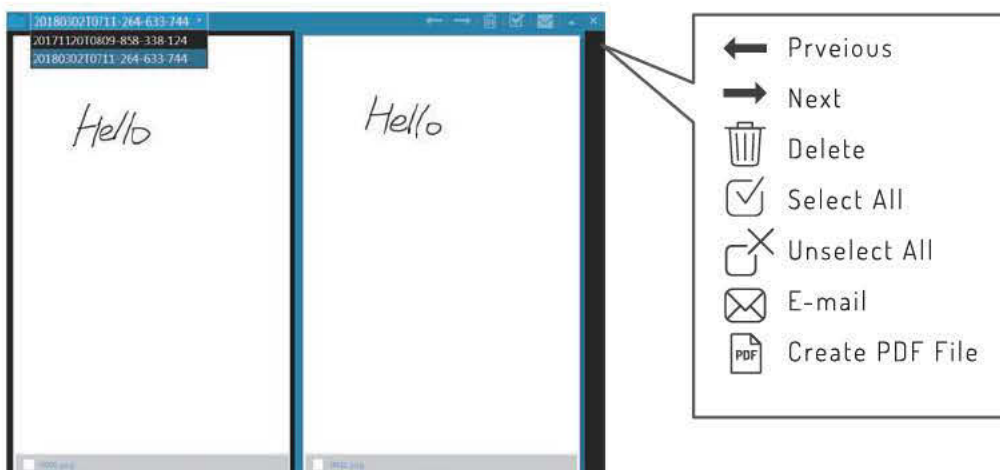 20180302T0711-264-633-744
20171120T0809-858-338-124
20180302T0711-264-633-744
Hello
Hello
Prveious
Next
Delete
Select All
Unselect All
E-mail
PDF
Create PDF File